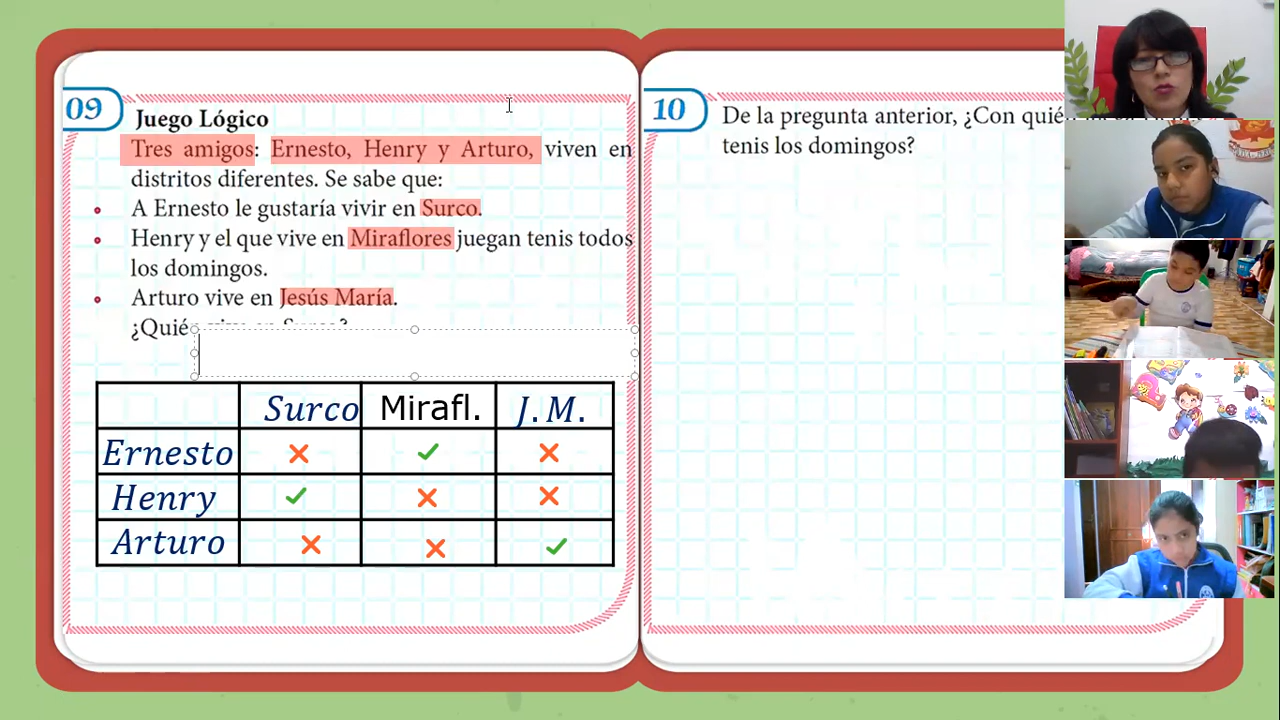 09
Juego Lógico
Tres amigos: Ernesto, Henry y Arturo, viven en
distritos diferentes. Se sabe que:
• A Ernesto le gustaría vivir en Surco.
• Henry y el que vive en Miraflores juegan tenis todos
los domingos.
• Arturo vive en Jesús María.
¿Quié
Surco Mirafl. J.M.
Ernesto × ✓ ×
Henry ✓ × ×
Arturo × × ✓
10
De la pregunta anterior, ¿Con quié
tenis los domingos?